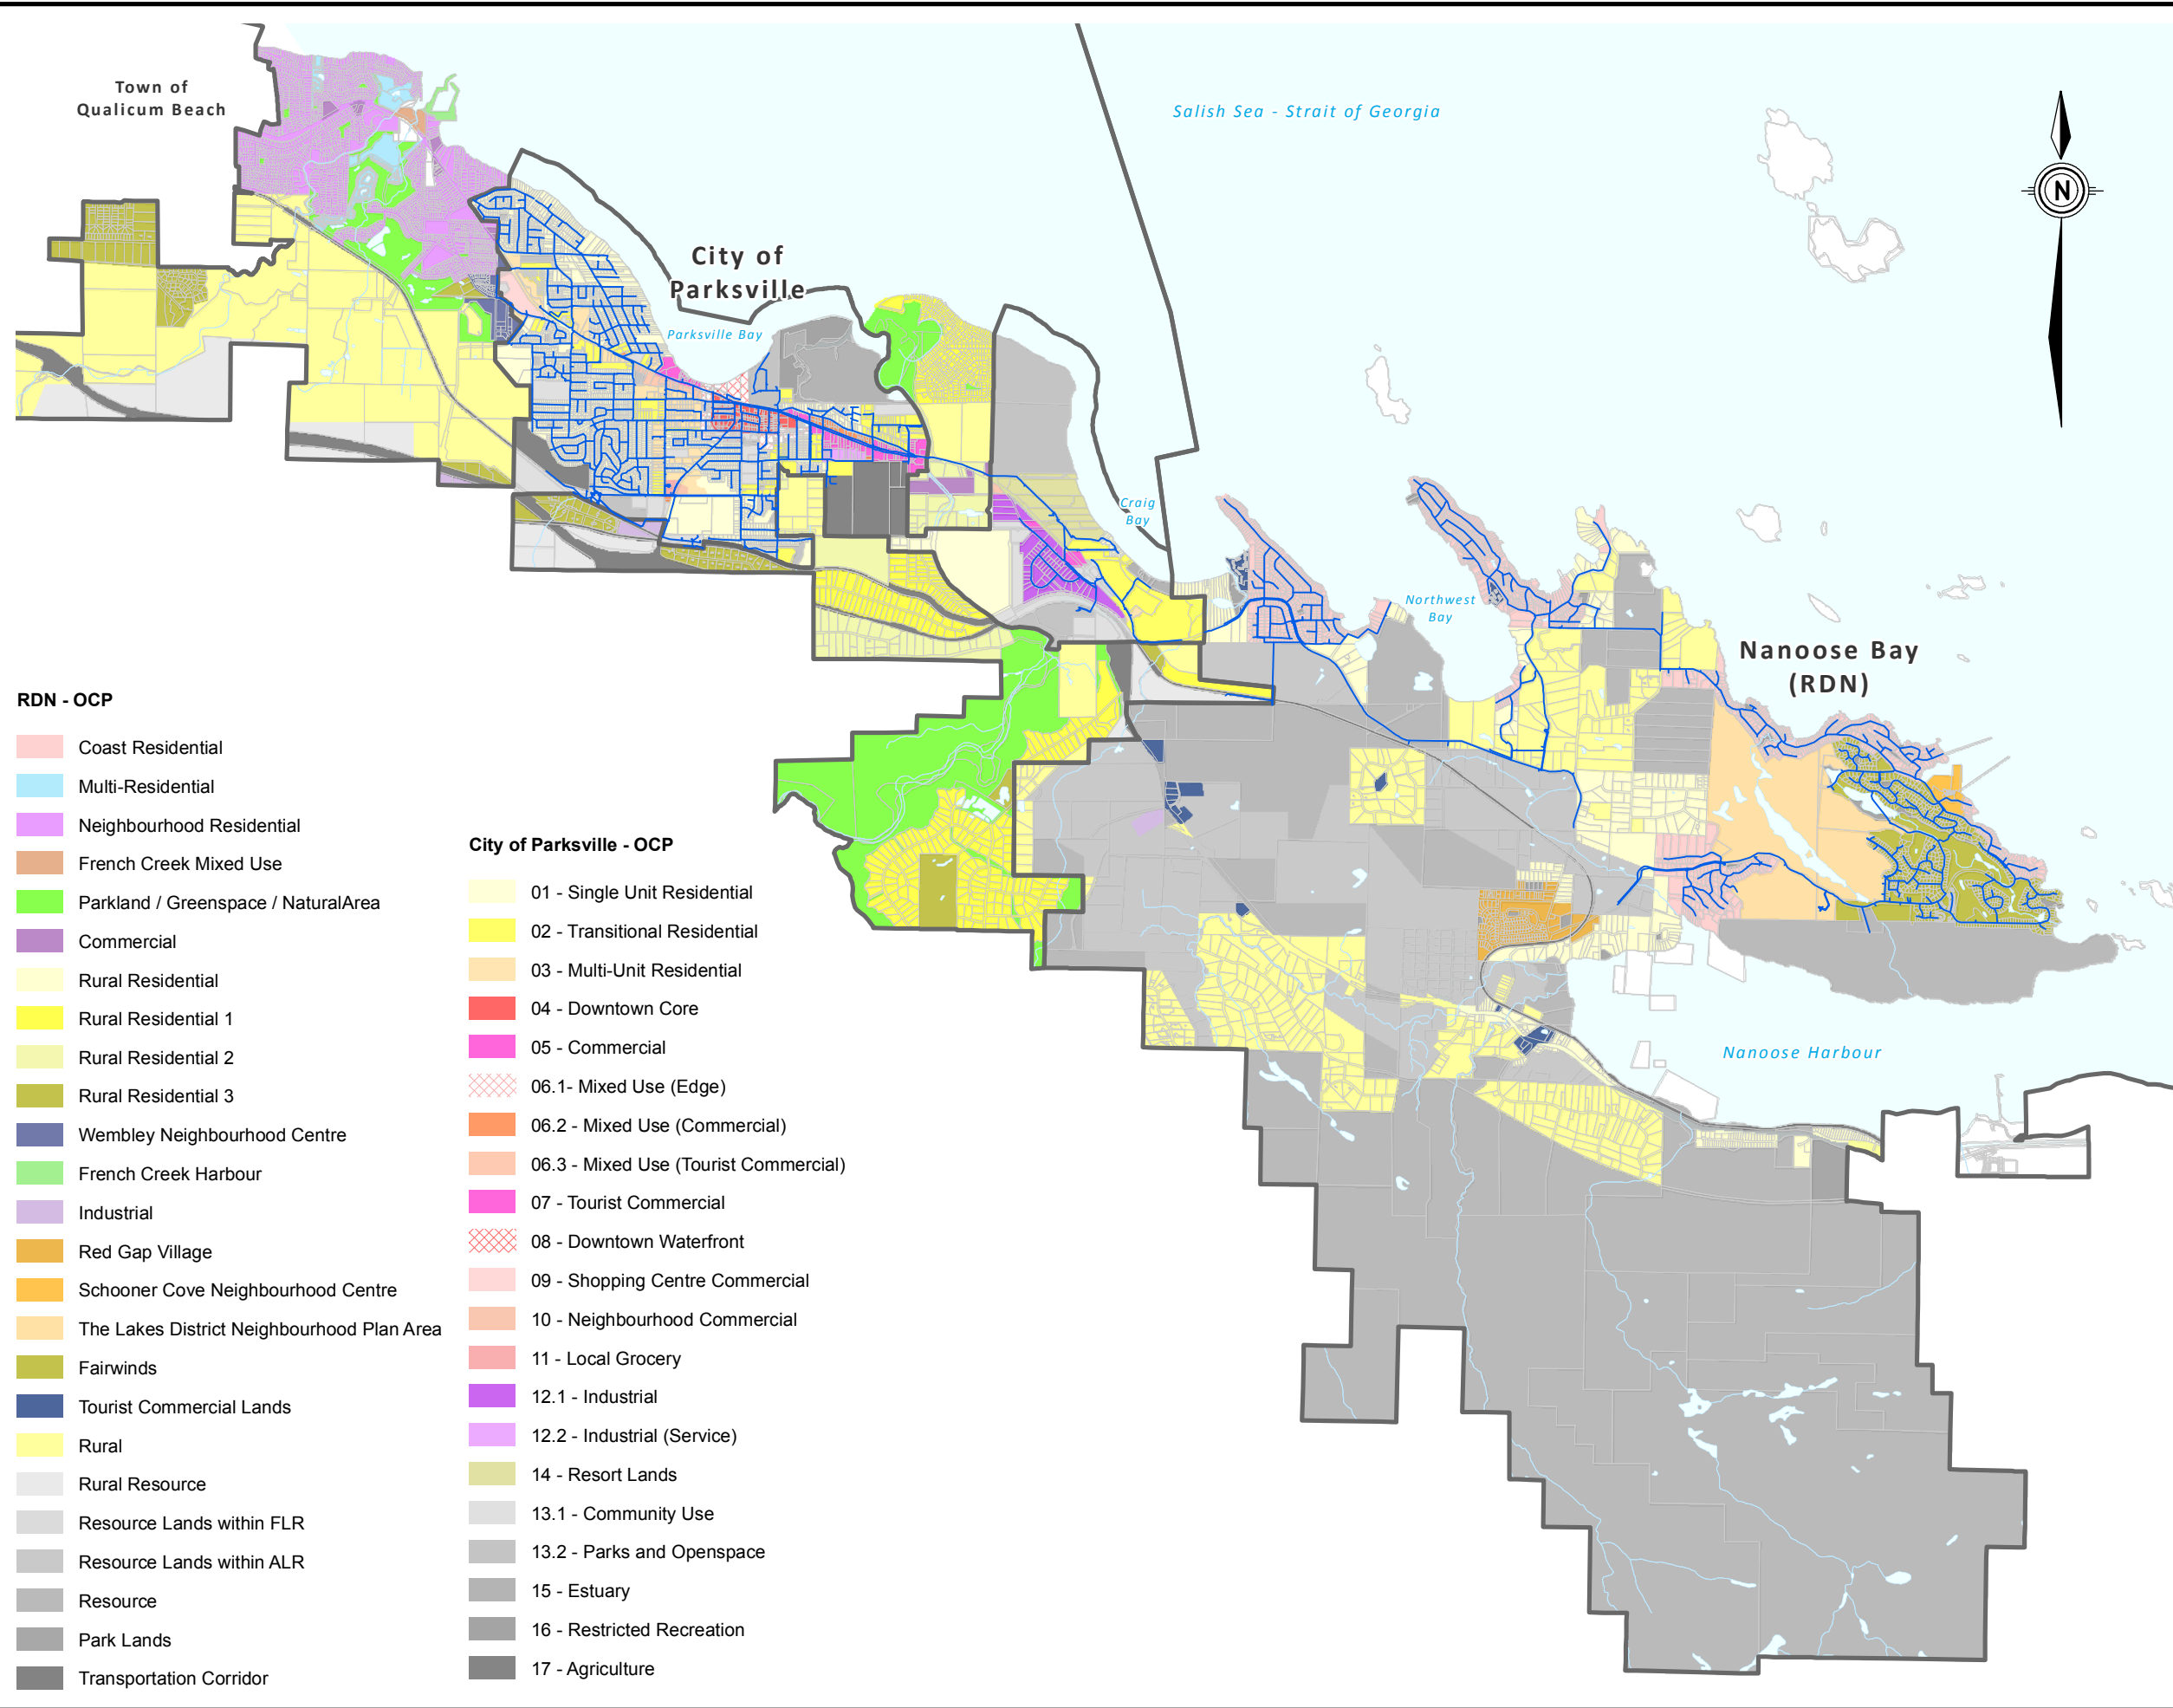 Town of
Qualicum Beach
Salish Sea - Strait of Georgia
N
City of
Parksville
Parksville Bay
Craig
Bay
Northwest
Bay
Nanoose Bay
(RDN)
Nanoose Harbour
RDN - OCP
Coast Residential
Multi-Residential
Neighbourhood Residential
French Creek Mixed Use
Parkland / Greenspace / NaturalArea
Commercial
Rural Residential
Rural Residential 1
Rural Residential 2
Rural Residential 3
Wembley Neighbourhood Centre
French Creek Harbour
Industrial
Red Gap Village
Schooner Cove Neighbourhood Centre
The Lakes District Neighbourhood Plan Area
Fairwinds
Tourist Commercial Lands
Rural
Rural Resource
Resource Lands within FLR
Resource Lands within ALR
Resource
Park Lands
Transportation Corridor
City of Parksville - OCP
01 - Single Unit Residential
02 - Transitional Residential
03 - Multi-Unit Residential
04 - Downtown Core
05 - Commercial
06.1- Mixed Use (Edge)
06.2 - Mixed Use (Commercial)
06.3 - Mixed Use (Tourist Commercial)
07 - Tourist Commercial
08 - Downtown Waterfront
09 - Shopping Centre Commercial
10 - Neighbourhood Commercial
11 - Local Grocery
12.1 - Industrial
12.2 - Industrial (Service)
14 - Resort Lands
13.1 - Community Use
13.2 - Parks and Openspace
15 - Estuary
16 - Restricted Recreation
17 - Agriculture